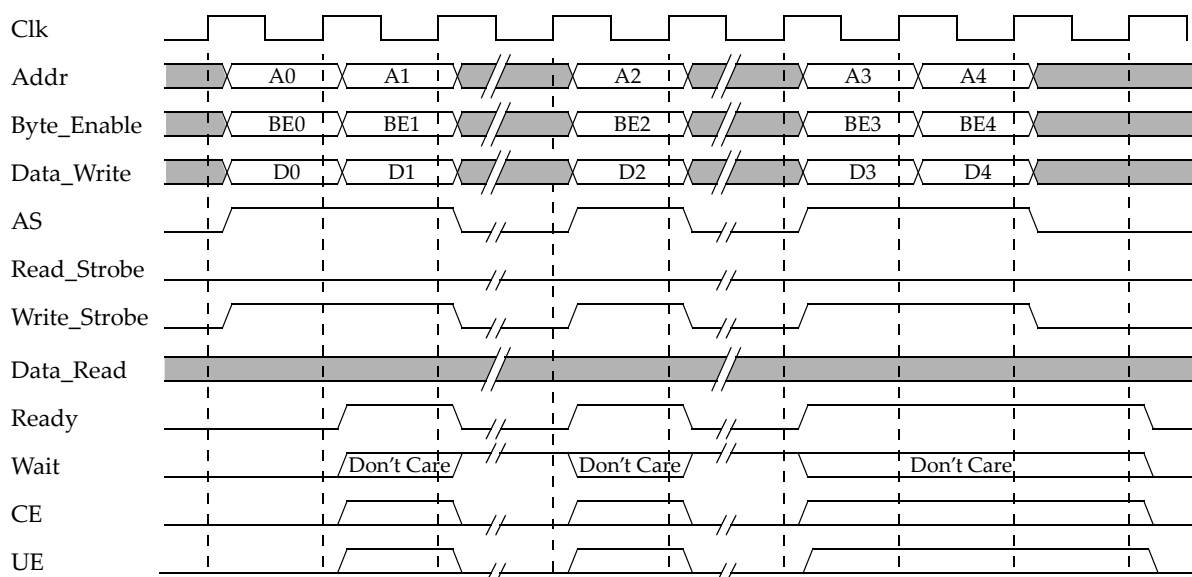 Clk
Addr A0 A1 A2 A3 A4
Byte_Enable BE0 BE1 BE2 BE3 BE4
Data_Write D0 D1 D2 D3 D4
AS
Read_Strobe
Write_Strobe
Data_Read
Ready
Wait Don't Care Don't Care Don't Care
CE
UE